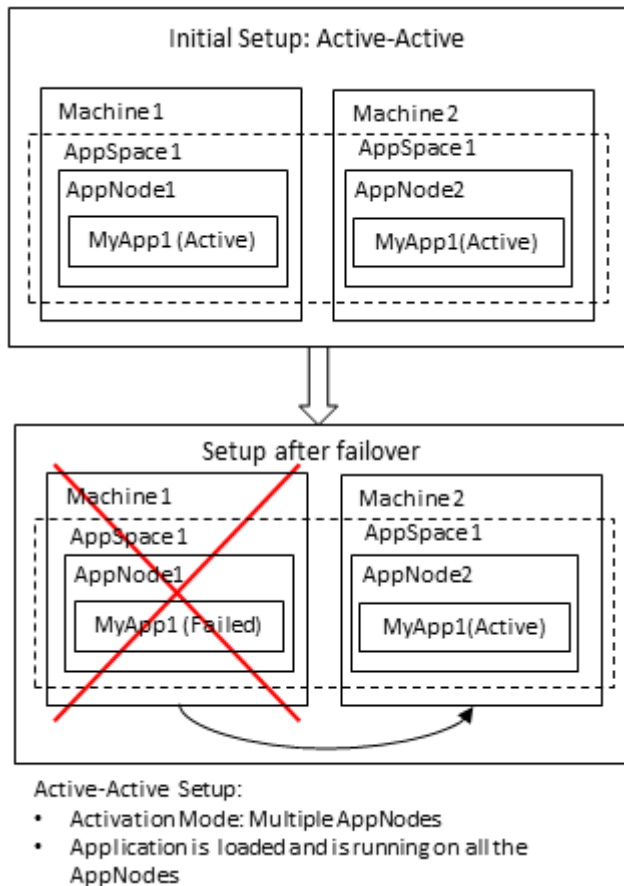 Initial Setup: Active-Active
Machine1
Machine2
AppSpace1
AppSpace1
AppNode1
AppNode2
MyApp1 (Active)
MyApp1(Active)
Setup after failover
Machine1
Machine2
AppSpace1
AppSpace1
AppNode1
AppNode2
MyApp1 (Failed)
MyApp1(Active)
Active-Active Setup:
• Activation Mode: Multiple AppNodes
• Application is loaded and is running on all the
AppNodes